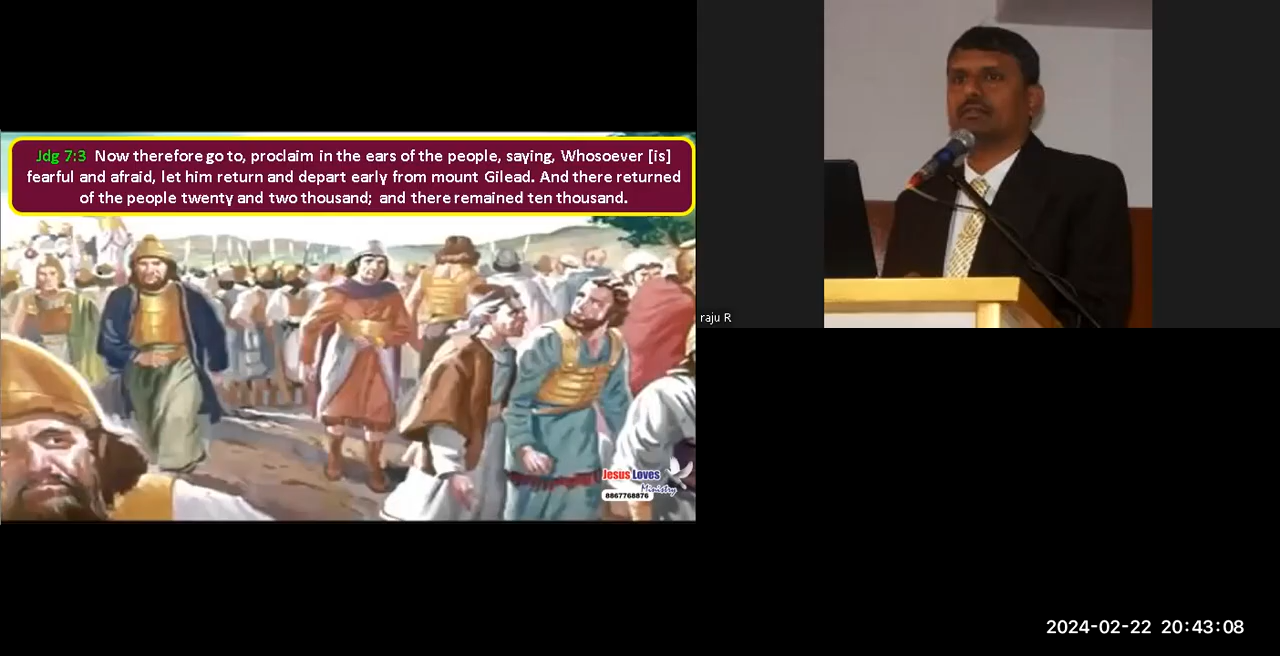 Jdg 7:3 Now therefore go to, proclaim in the ears of the people, saying, Whosoever [is]
fearful and afraid, let him return and depart early from mount Gilead. And there returned
of the people twenty and two thousand; and there remained ten thousand.
raju R
Jesus Loves
Ministry
8867768876
2024-02-22 20:43:08